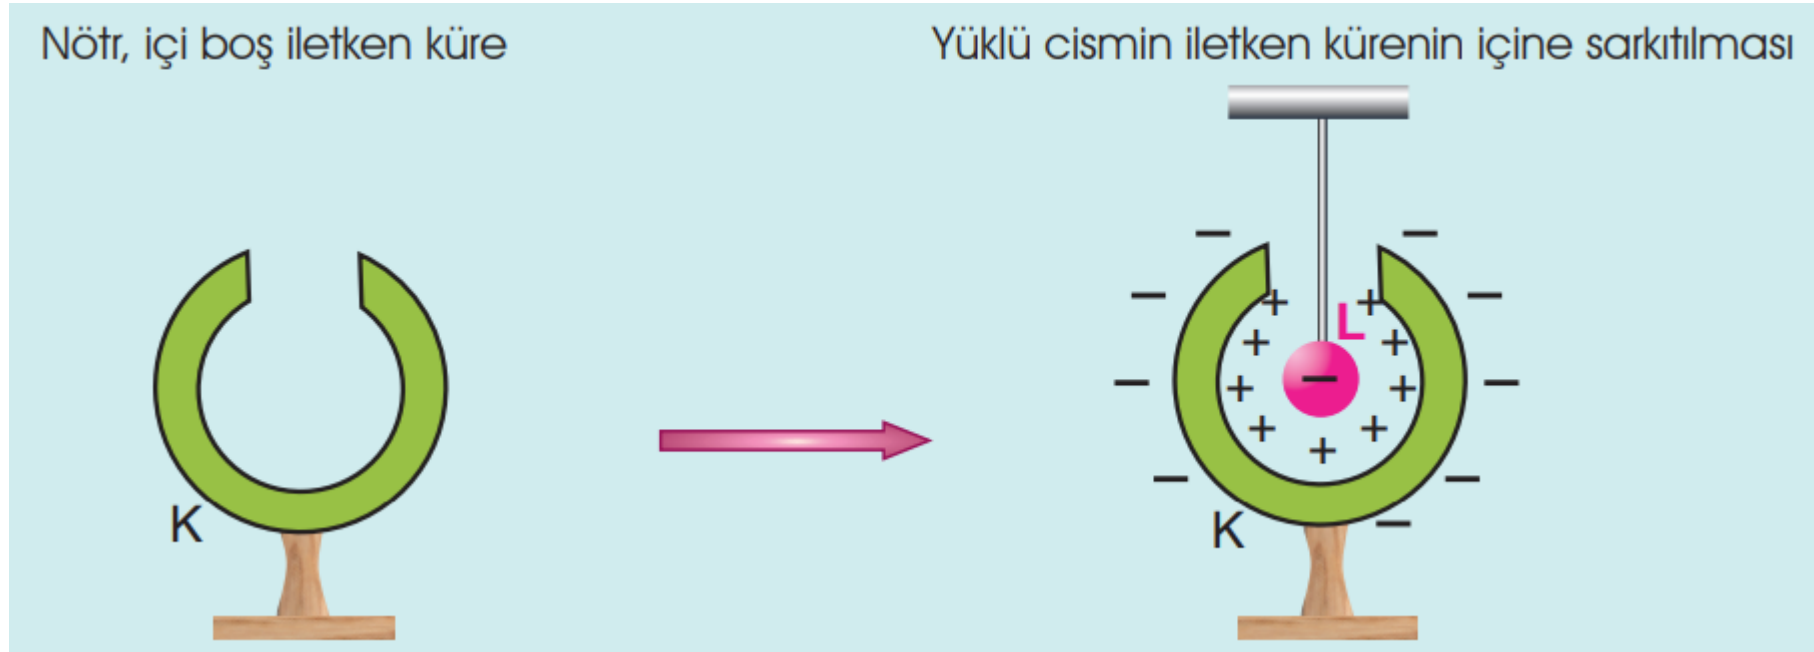 Nötr, içi boş iletken küre
Yüklü cismin iletken kürenin içine sarkıtılması
K
L
K